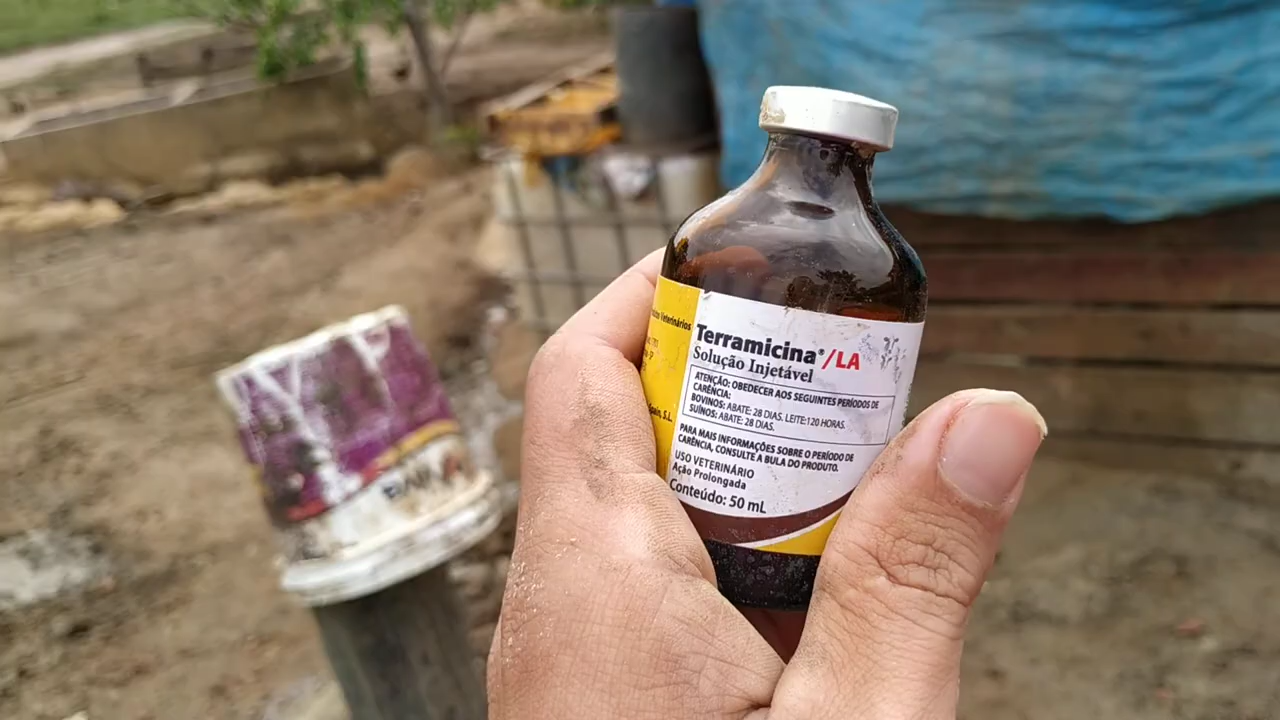 Terramicina®/LA
Solução Injetável
ATENÇÃO: OBEDECER AOS SEGUINTES PERÍODOS DE
CARÊNCIA:
BOVINOS: ABATE: 28 DIAS. LEITE:120 HORAS.
SUÍNOS: ABATE: 28 DIAS.
PARA MAIS INFORMAÇÕES SOBRE O PERÍODO DE
CARÊNCIA, CONSULTE A BULA DO PRODUTO.
USO VETERINÁRIO
Ação Prolongada
Conteúdo: 50 mL
Veterinários
Spain, S.L.